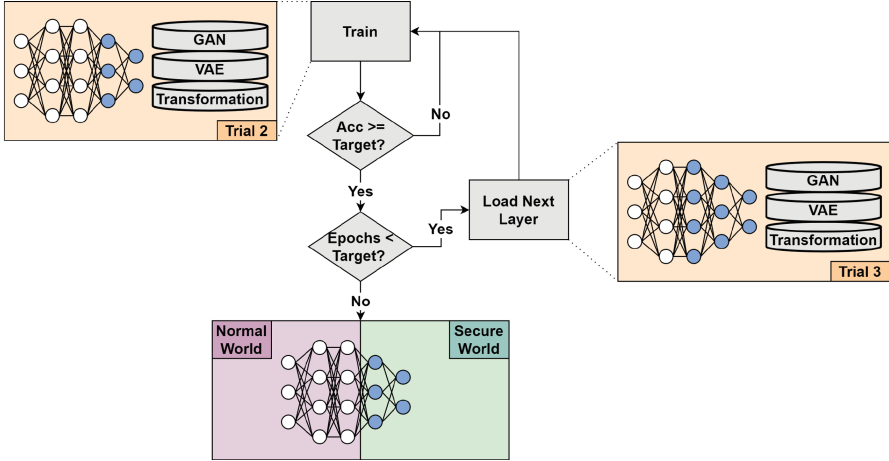 GAN
VAE
Transformation
Trial 2
Train
No
Acc >=
Target?
Yes
Epochs <
Target?
Yes
Load Next
Layer
GAN
VAE
Transformation
Trial 3
No
Normal
World
Secure
World